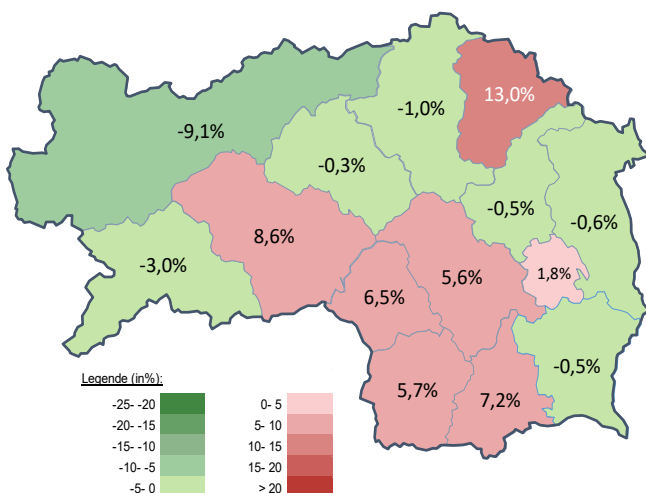 13,0%
-1,0%
-9,1%
-0,3%
-0,5%
-0,6%
8,6%
-3,0%
5,6%
1,8%
6,5%
-0,5%
5,7%
7,2%
Legende (in%):
-25- -20 0- 5
-20- -15 5- 10
-15- -10 10- 15
-10- -5 15- 20
-5- 0 > 20